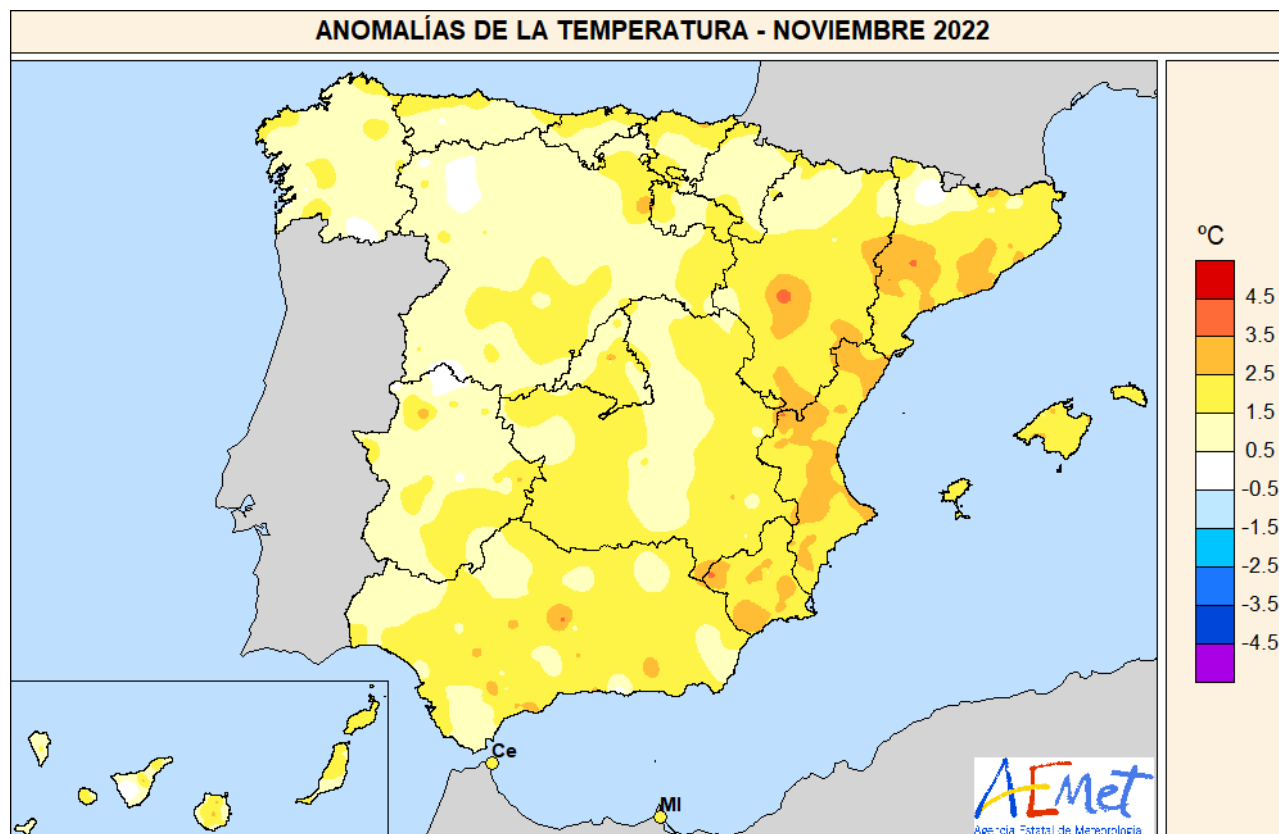 ANOMALÍAS DE LA TEMPERATURA - NOVIEMBRE 2022
ºC
4.5
3.5
2.5
1.5
0.5
-0.5
-1.5
-2.5
-3.5
-4.5
Ce
Ml
AEMet
Agencia Estatal de Meteorología